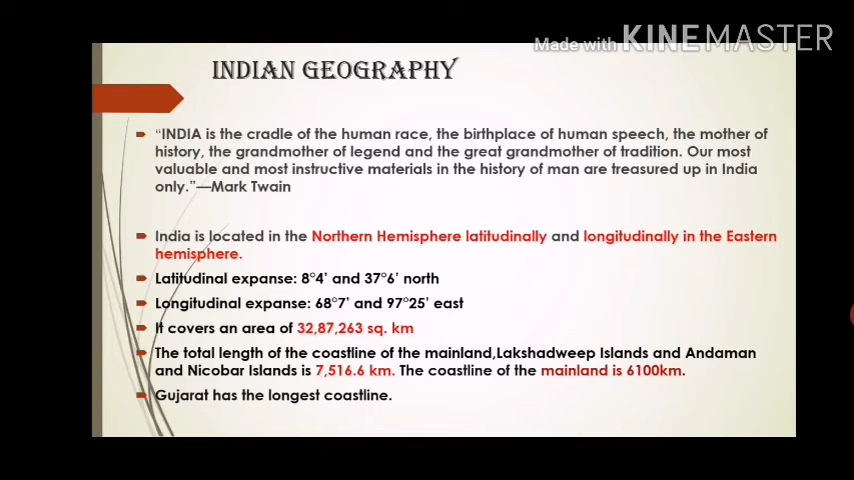 Made with KINEMASTER
INDIAN GEOGRAPHY
“INDIA is the cradle of the human race, the birthplace of human speech, the mother of
history, the grandmother of legend and the great grandmother of tradition. Our most
valuable and most instructive materials in the history of man are treasured up in India
only.”—Mark Twain
India is located in the Northern Hemisphere latitudinally and longitudinally in the Eastern
hemisphere.
Latitudinal expanse: 8°4’ and 37°6’ north
Longitudinal expanse: 68°7’ and 97°25’ east
It covers an area of 32,87,263 sq. km
The total length of the coastline of the mainland,Lakshadweep Islands and Andaman
and Nicobar Islands is 7,516.6 km. The coastline of the mainland is 6100km.
Gujarat has the longest coastline.